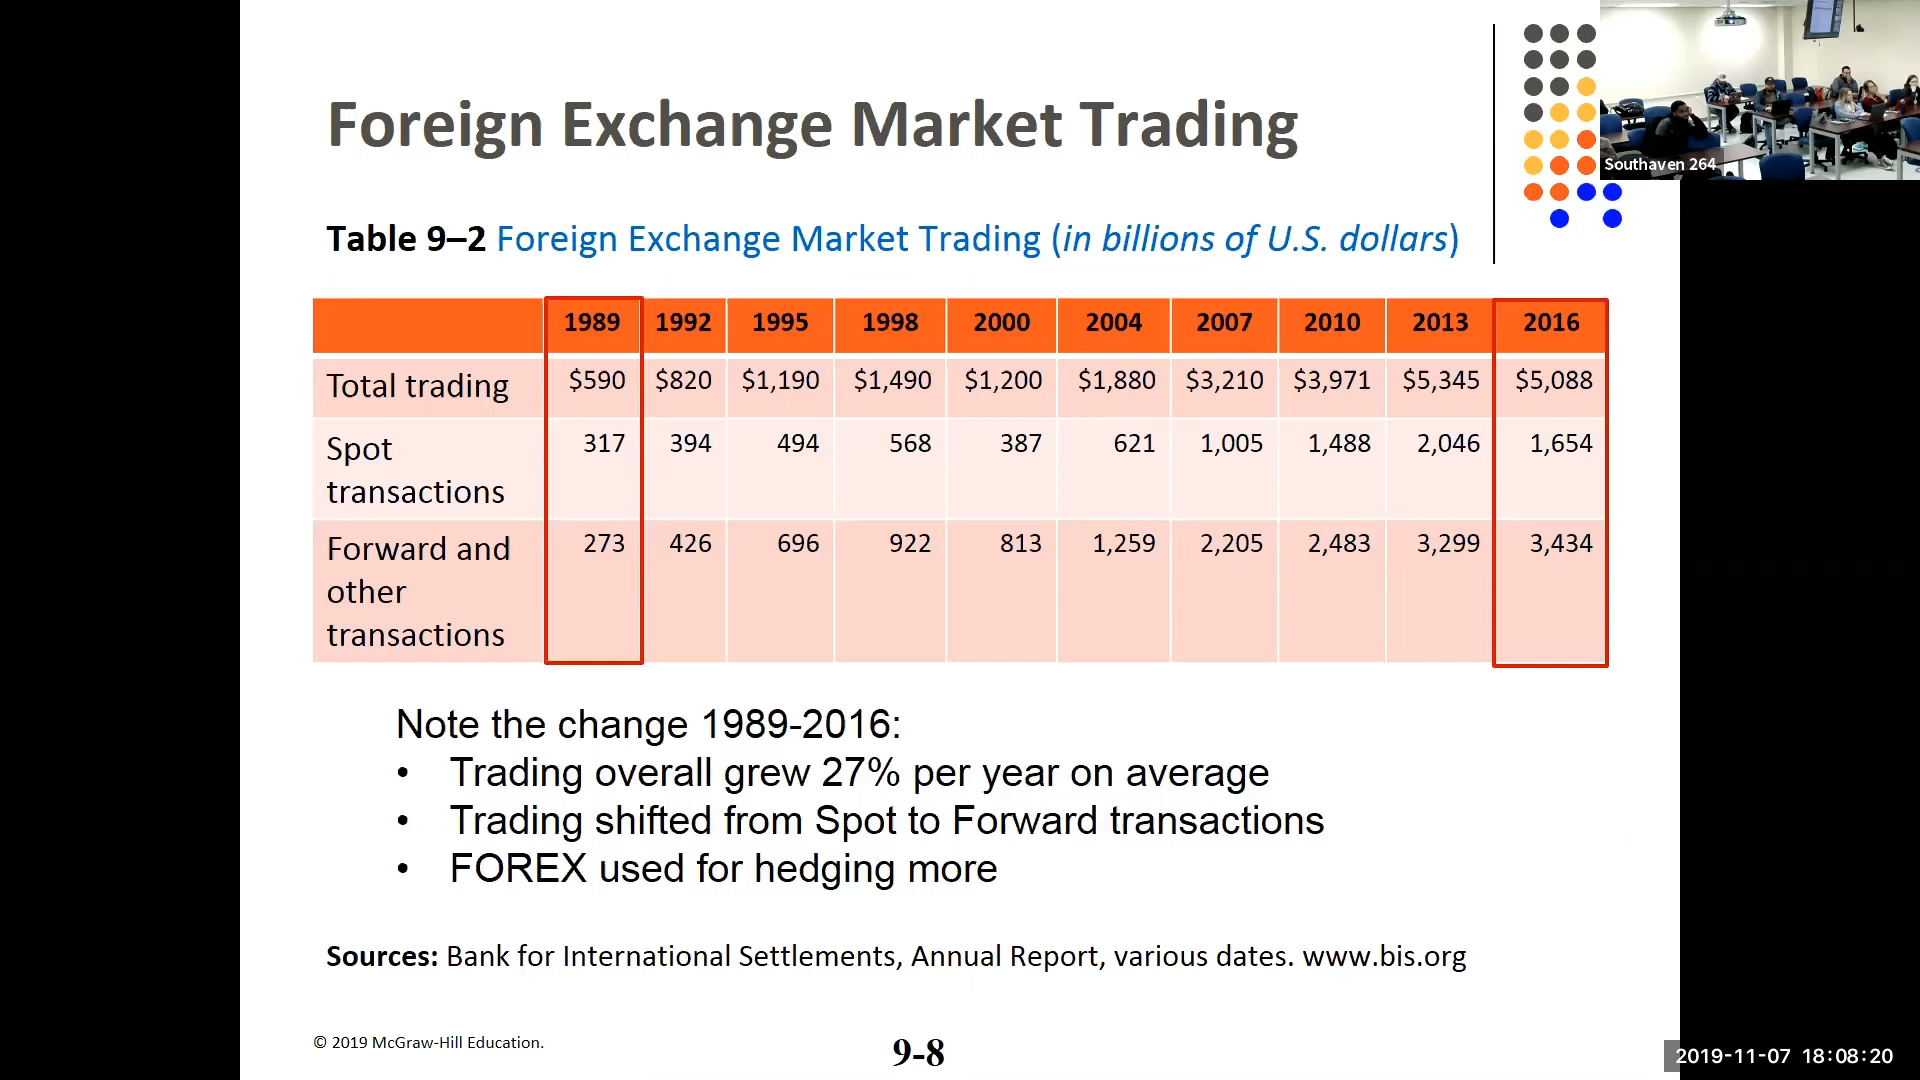 Southaven 264
Foreign Exchange Market Trading
Table 9–2 Foreign Exchange Market Trading (in billions of U.S. dollars)
1989 1992 1995 1998 2000 2004 2007 2010 2013 2016
Total trading $590 $820 $1,190 $1,490 $1,200 $1,880 $3,210 $3,971 $5,345 $5,088
Spot transactions 317 394 494 568 387 621 1,005 1,488 2,046 1,654
Forward and other transactions 273 426 696 922 813 1,259 2,205 2,483 3,299 3,434
Note the change 1989-2016:
• Trading overall grew 27% per year on average
• Trading shifted from Spot to Forward transactions
• FOREX used for hedging more
Sources: Bank for International Settlements, Annual Report, various dates. www.bis.org
© 2019 McGraw-Hill Education.
9-8
2019-11-07 18:08:20